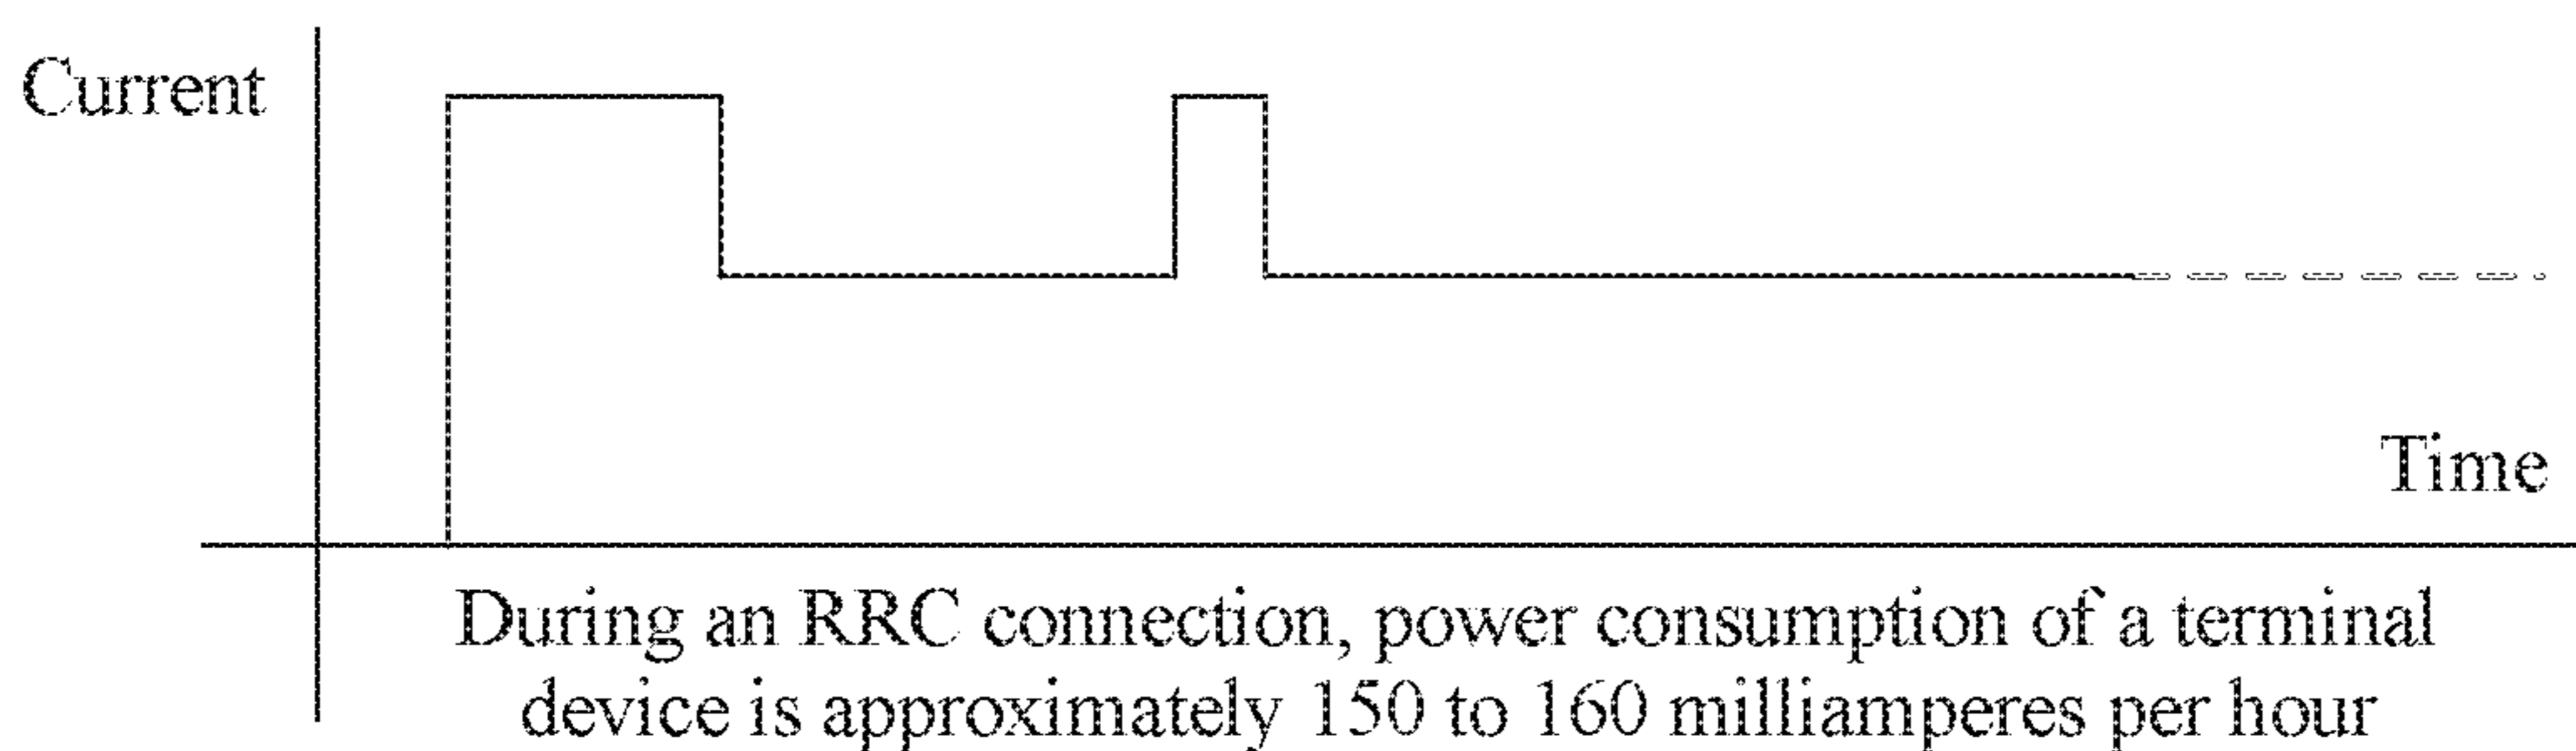 Current
Time
During an RRC connection, power consumption of a terminal
device is approximately 150 to 160 milliamperes per hour